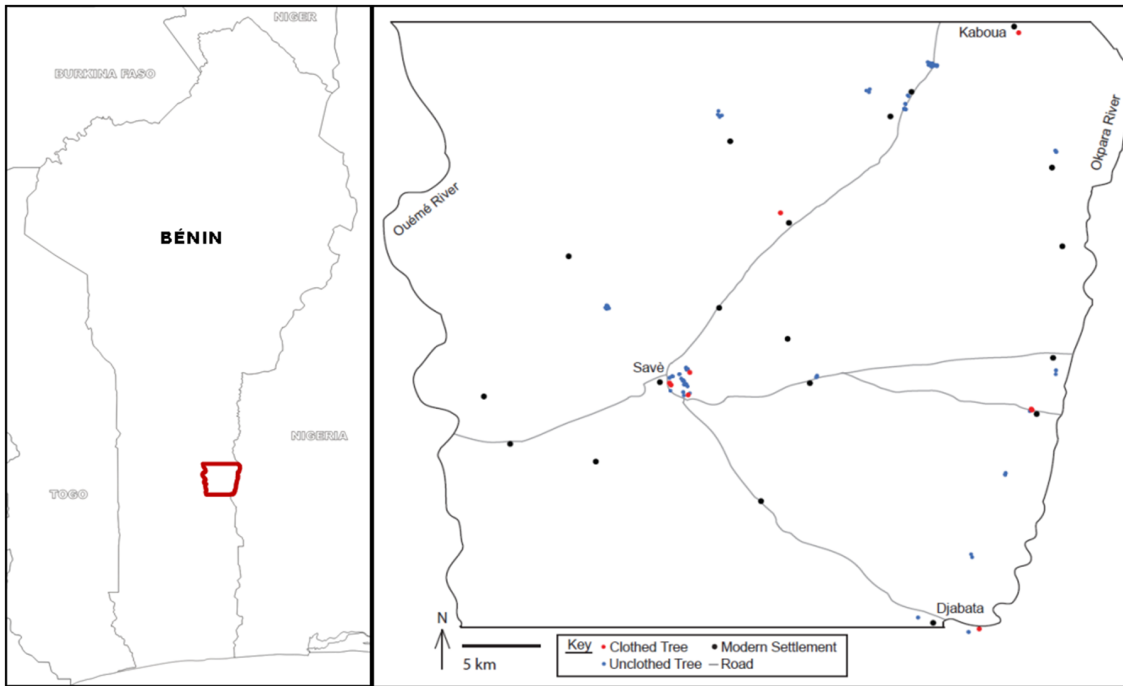 NIGER
BURKINA FASO
BÉNIN
NIGERIA
TOGO
Kaboua
Okpara River
Ouémé River
Savè
Djabata
N
5 km
Key Clothed Tree Modern Settlement
Unclothed Tree Road